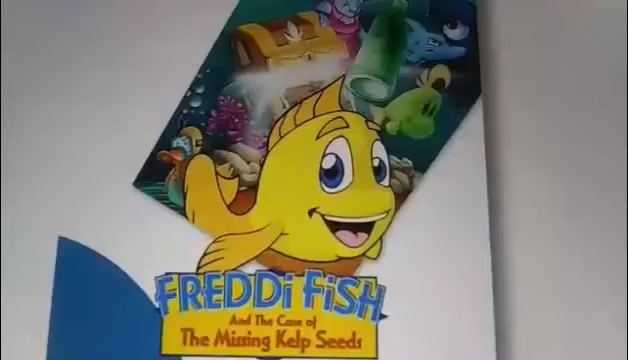 FREDDi FiSH
And The Case of
The Missing Kelp Seeds